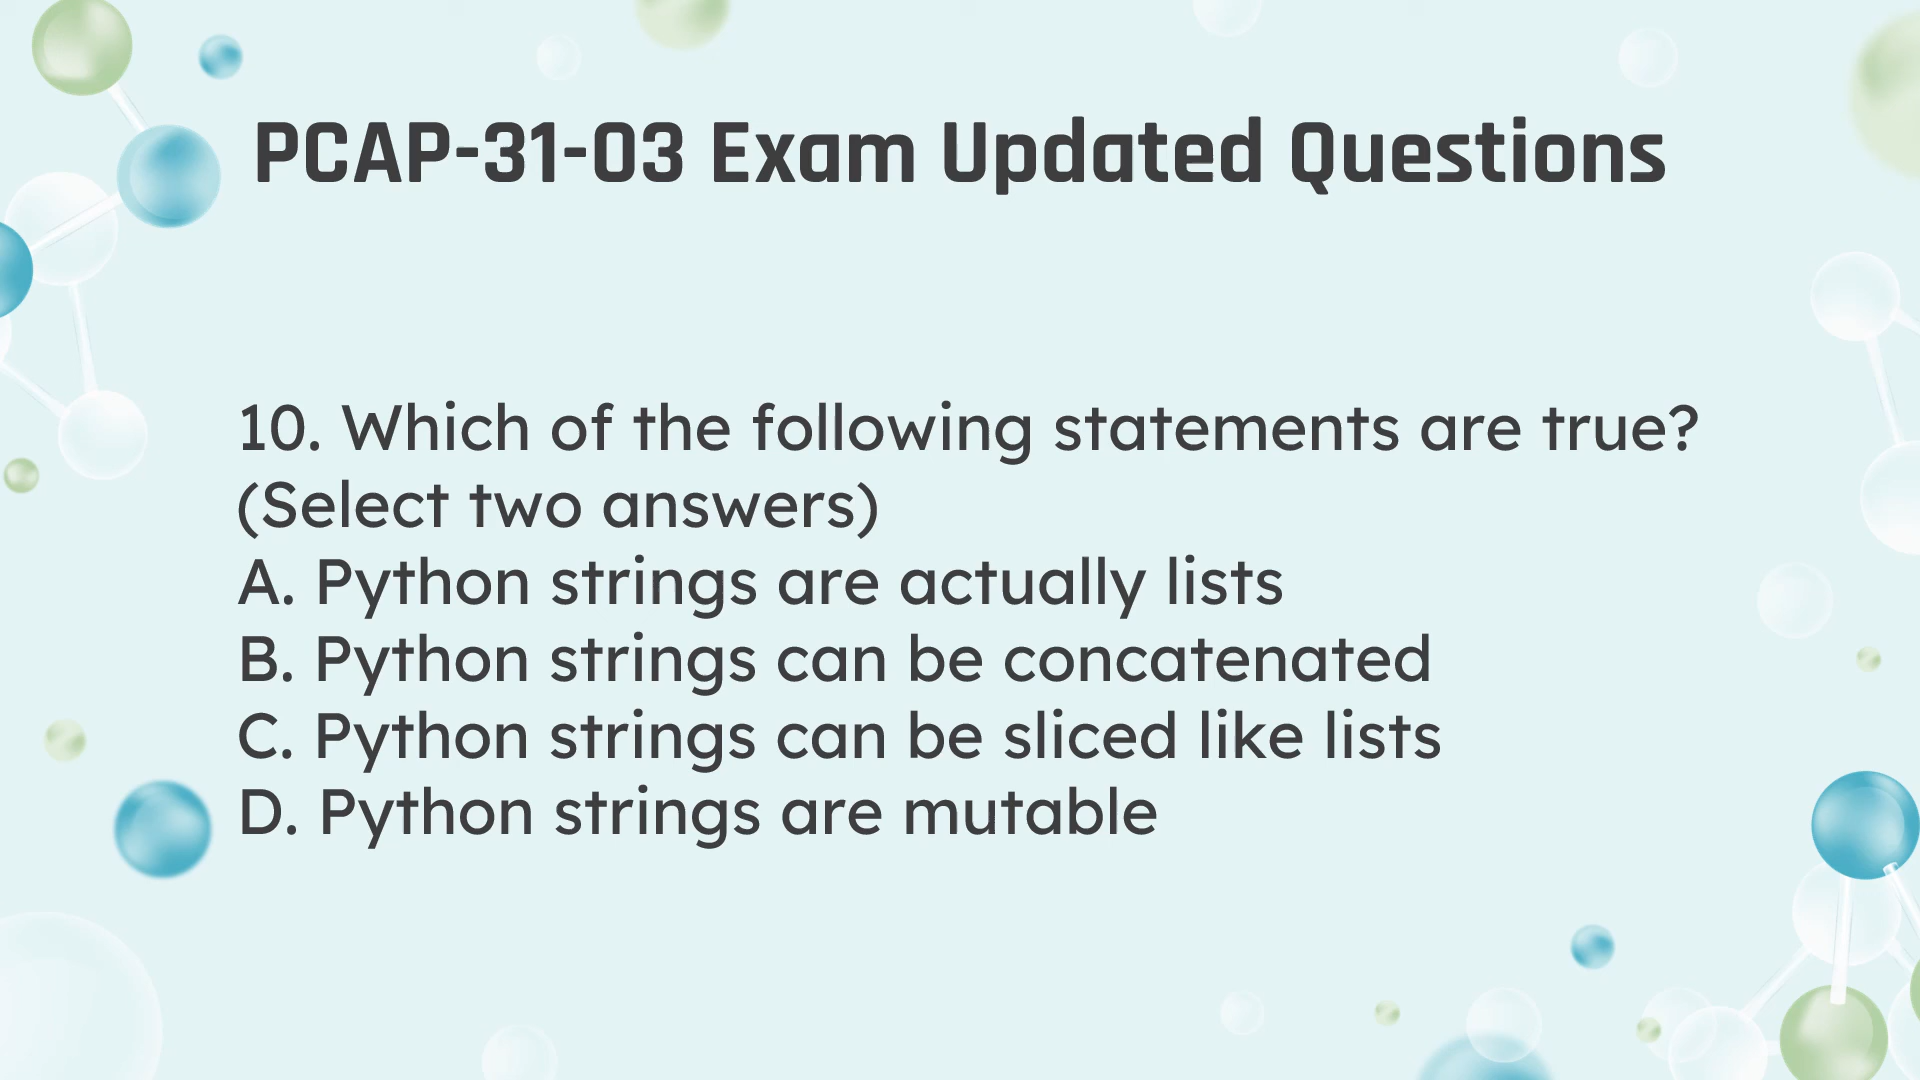 PCAP-31-03 Exam Updated Questions
10. Which of the following statements are true?
(Select two answers)
A. Python strings are actually lists
B. Python strings can be concatenated
C. Python strings can be sliced like lists
D. Python strings are mutable